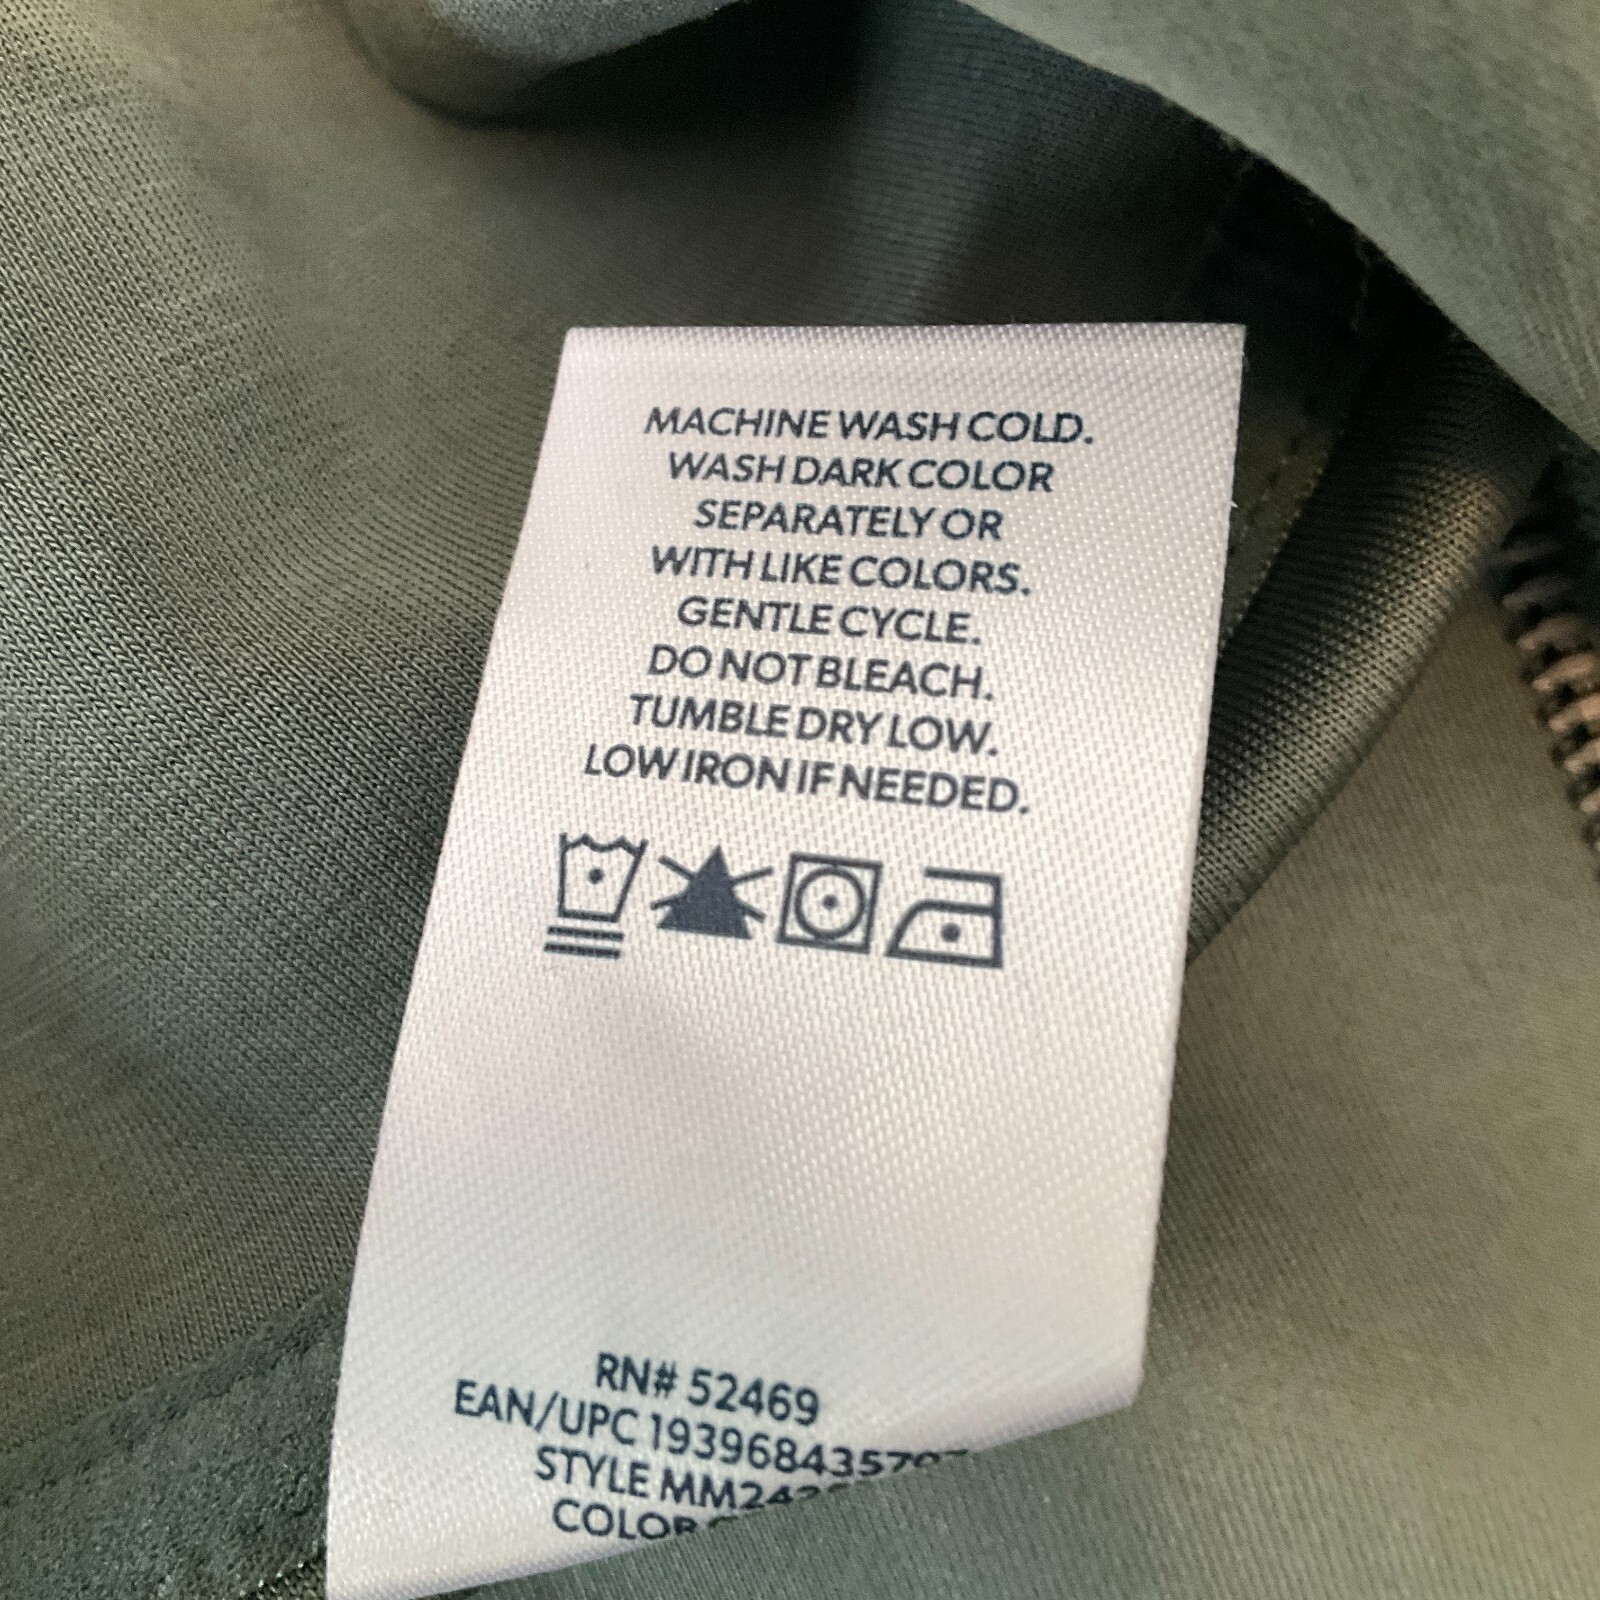 MACHINE WASH COLD.
WASH DARK COLOR
SEPARATELY OR
WITH LIKE COLORS.
GENTLE CYCLE.
DO NOT BLEACH.
TUMBLE DRY LOW.
LOW IRON IF NEEDED.
RN# 52469
EAN/UPC
STYLE
COLOR